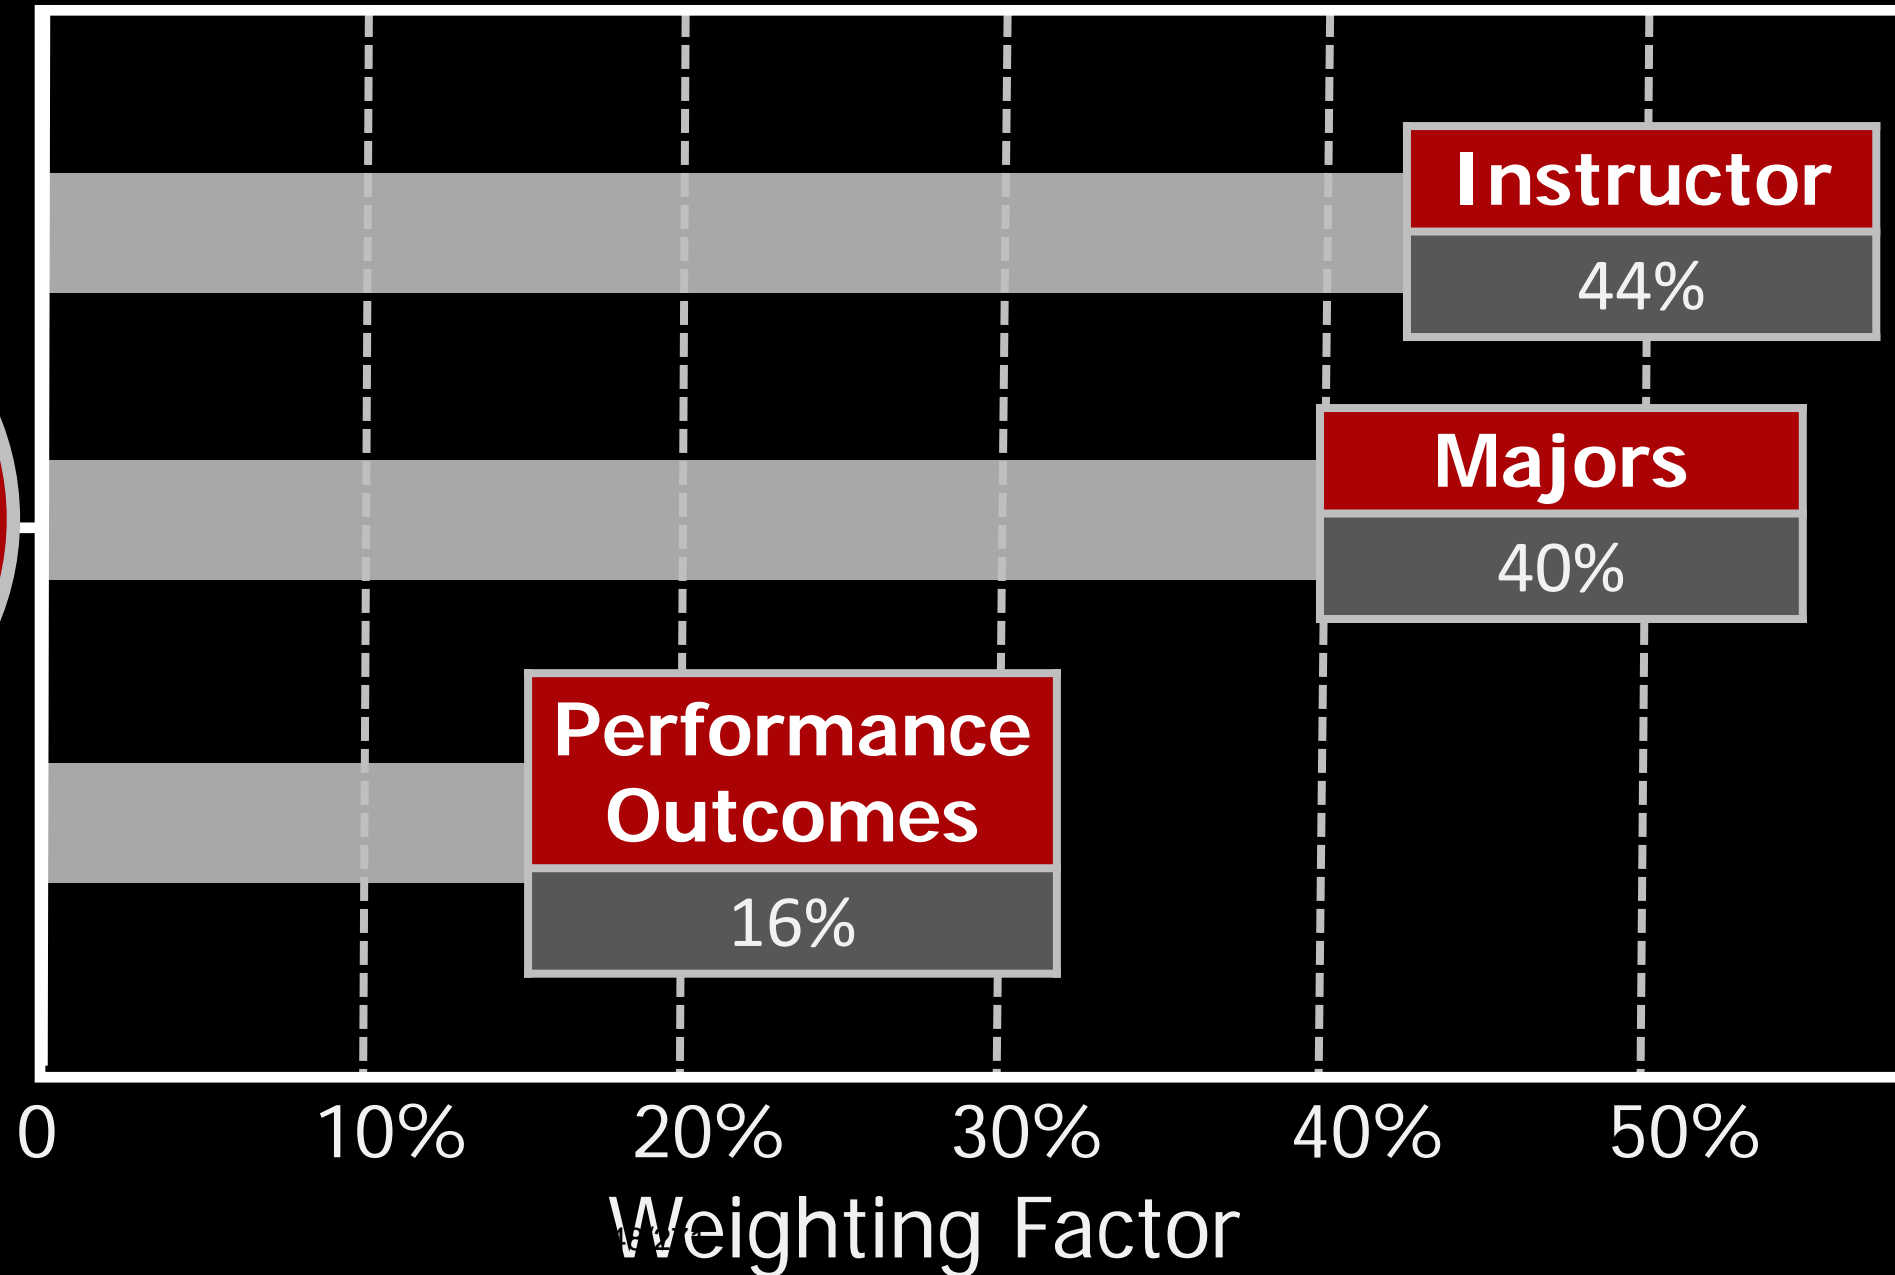 Instructor
44%
Majors
40%
Performance
Outcomes
16%
0 10% 20% 30% 40% 50%
Weighting Factor